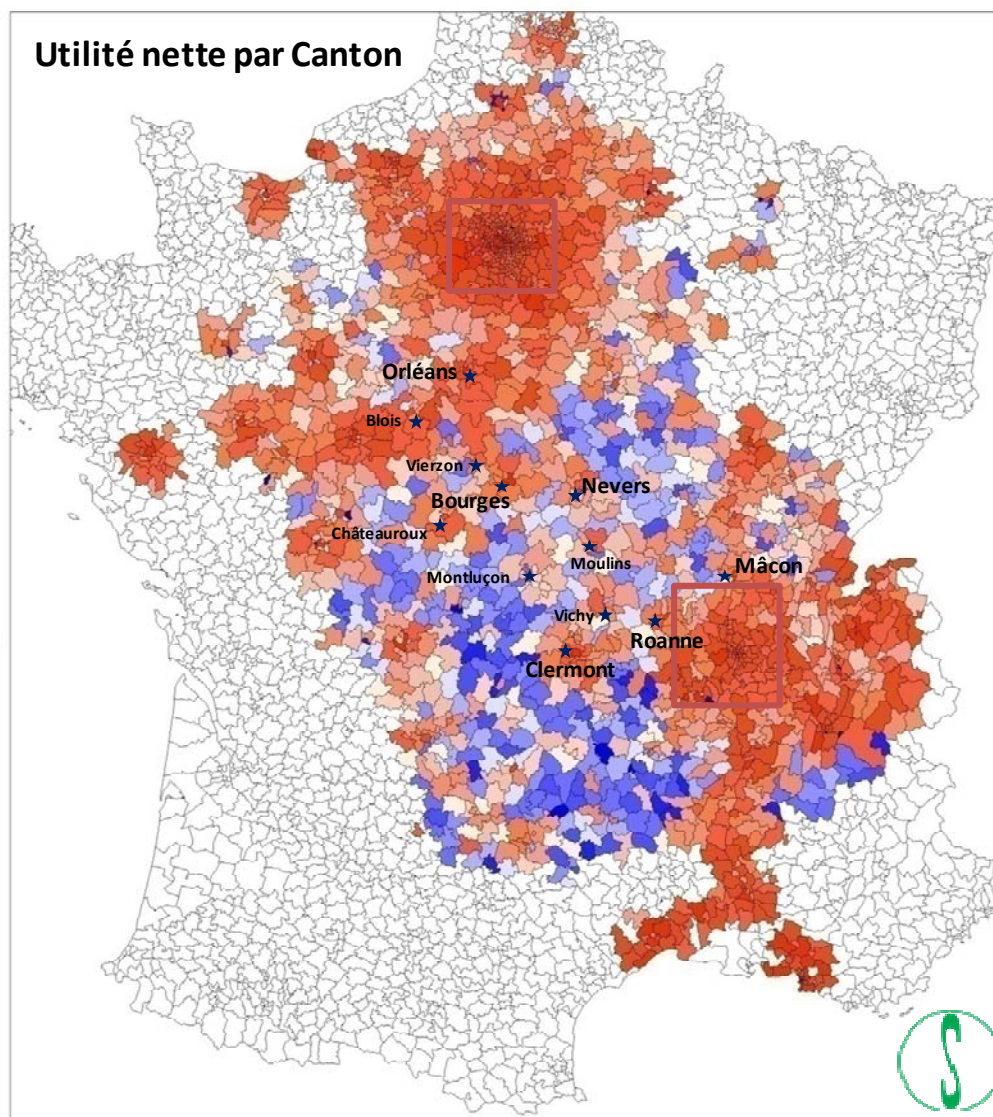 Utilité nette par Canton
Orléans
Blois
Vierzon
Bourges
Nevers
Châteauroux
Moulins
Montluçon
Mâcon
Vichy
Roanne
Clermont
S